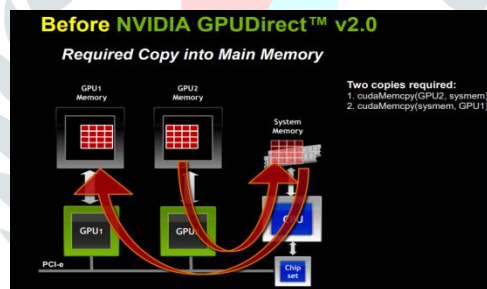 Before NVIDIA GPUDirect™ v2.0
Required Copy into Main Memory
Two copies required:
1. cudaMemcpy(GPU2, sysmem)
2. cudaMemcpy(sysmem, GPU1)
GPU1
Memory
GPU2
Memory
System
Memory
GPU1
PCI-e
Chip
set